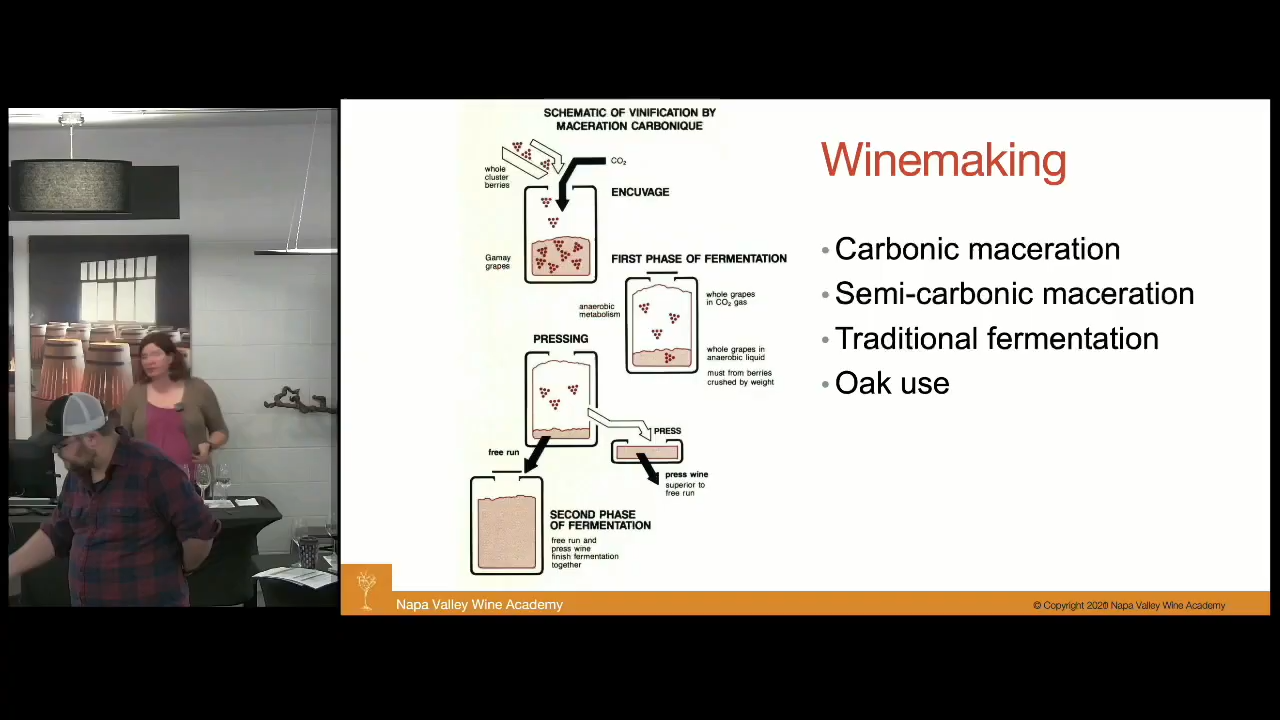 SCHEMATIC OF VINIFICATION BY
MACERATION CARBONIQUE
CO₂
whole
cluster
berries
ENCUVAGE
Gamay
grapes
FIRST PHASE OF FERMENTATION
anaerobic
metabolism
whole grapes
in CO₂ gas
whole grapes in
anaerobic liquid
must from berries
crushed by weight
PRESSING
PRESS
free run
press wine
superior to
free run
SECOND PHASE
OF FERMENTATION
free run and
press wine
finish fermentation
together
Winemaking
• Carbonic maceration
• Semi-carbonic maceration
• Traditional fermentation
• Oak use
Napa Valley Wine Academy
© Copyright 2020 Napa Valley Wine Academy